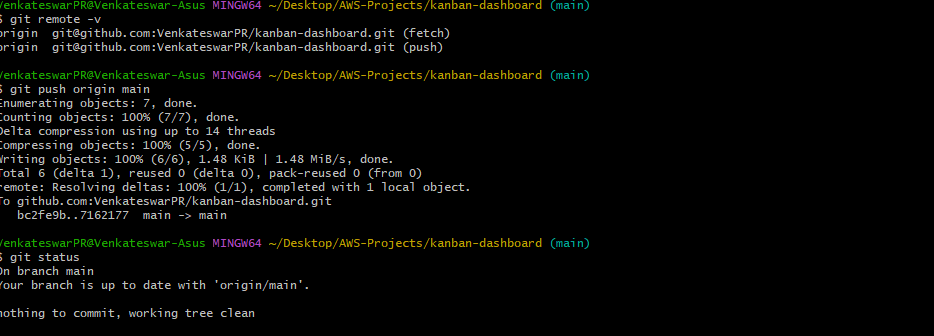 VenkateswarPR@Venkateswar-Asus MINGW64 ~/Desktop/AWS-Projects/kanban-dashboard (main)
$ git remote -v
origin  git@github.com:VenkateswarPR/kanban-dashboard.git (fetch)
origin  git@github.com:VenkateswarPR/kanban-dashboard.git (push)

VenkateswarPR@Venkateswar-Asus MINGW64 ~/Desktop/AWS-Projects/kanban-dashboard (main)
$ git push origin main
Enumerating objects: 7, done.
Counting objects: 100% (7/7), done.
Delta compression using up to 14 threads
Compressing objects: 100% (5/5), done.
Writing objects: 100% (6/6), 1.48 KiB | 1.48 MiB/s, done.
Total 6 (delta 1), reused 0 (delta 0), pack-reused 0 (from 0)
remote: Resolving deltas: 100% (1/1), completed with 1 local object.
To github.com:VenkateswarPR/kanban-dashboard.git
   bc2fe9b..7162177  main -> main

VenkateswarPR@Venkateswar-Asus MINGW64 ~/Desktop/AWS-Projects/kanban-dashboard (main)
$ git status
On branch main
Your branch is up to date with 'origin/main'.

nothing to commit, working tree clean